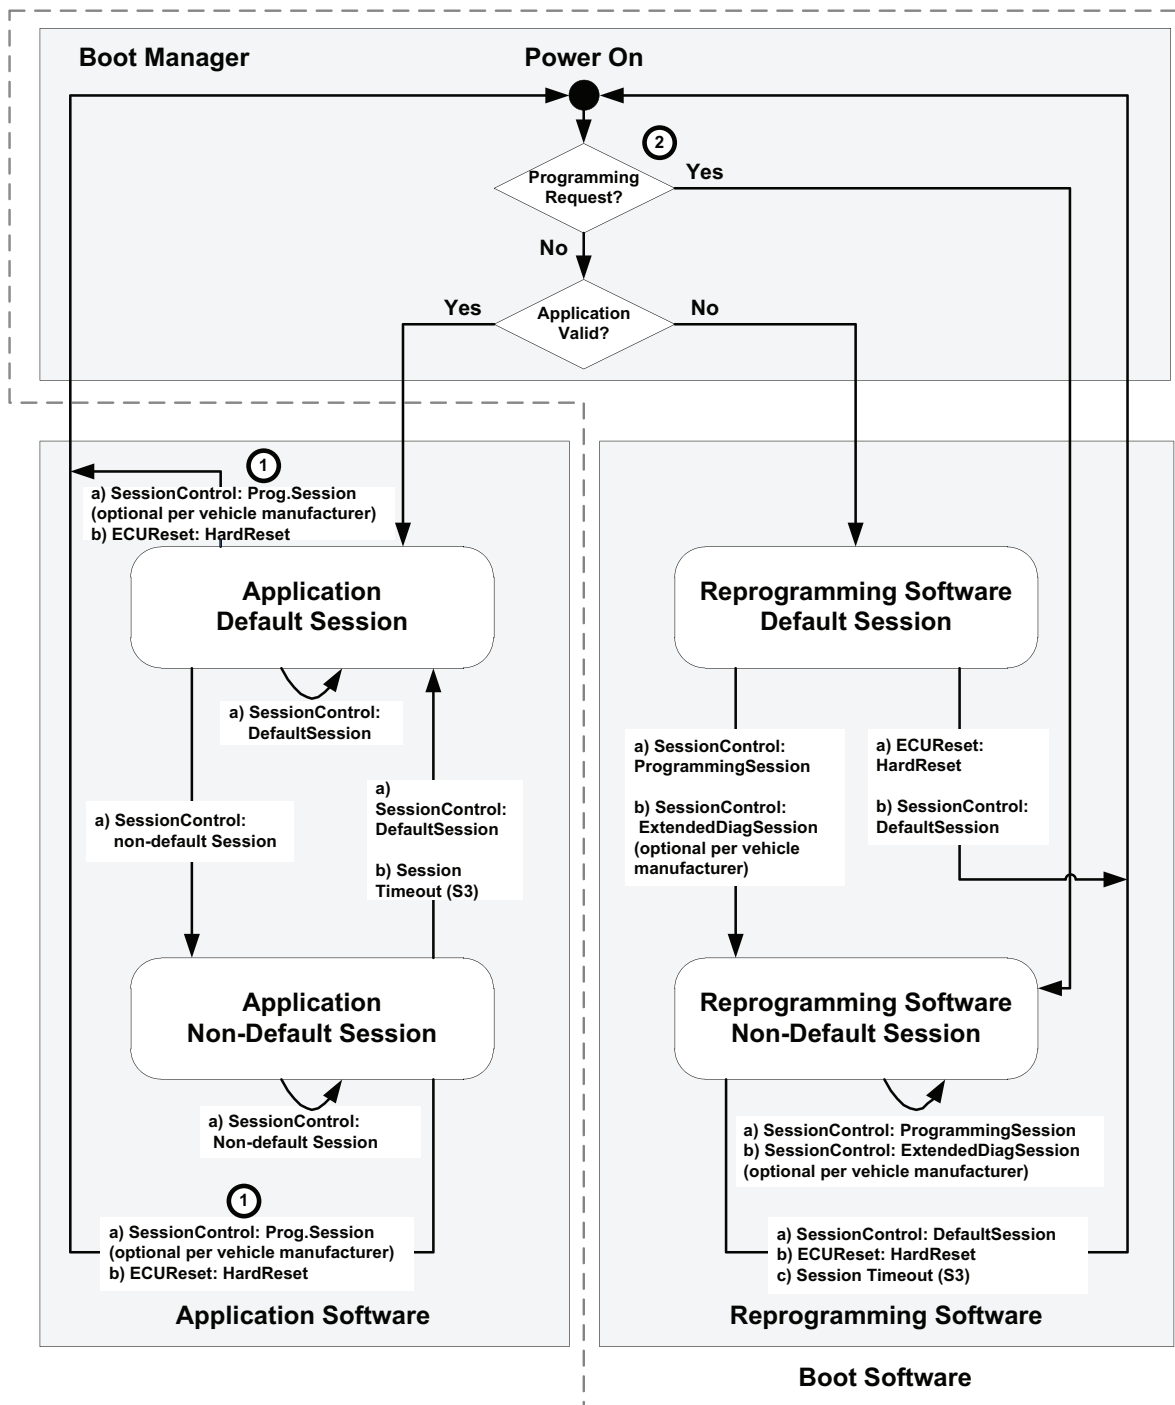 Boot Manager
Power On
2
Programming
Request?
Yes
No
Application
Valid?
Yes
No
1
a) SessionControl: Prog.Session
(optional per vehicle manufacturer)
b) ECUReset: HardReset
Application
Default Session
a) SessionControl:
DefaultSession
a) SessionControl:
non-default Session
a)
SessionControl:
DefaultSession
b) Session
Timeout (S3)
Application
Non-Default Session
a) SessionControl:
Non-default Session
1
a) SessionControl: Prog.Session
(optional per vehicle manufacturer)
b) ECUReset: HardReset
Application Software
Reprogramming Software
Default Session
a) SessionControl:
ProgrammingSession
b) SessionControl:
ExtendedDiagSession
(optional per vehicle
manufacturer)
a) ECUReset:
HardReset
b) SessionControl:
DefaultSession
Reprogramming Software
Non-Default Session
a) SessionControl: ProgrammingSession
b) SessionControl: ExtendedDiagSession
(optional per vehicle manufacturer)
a) SessionControl: DefaultSession
b) ECUReset: HardReset
c) Session Timeout (S3)
Reprogramming Software
Boot Software